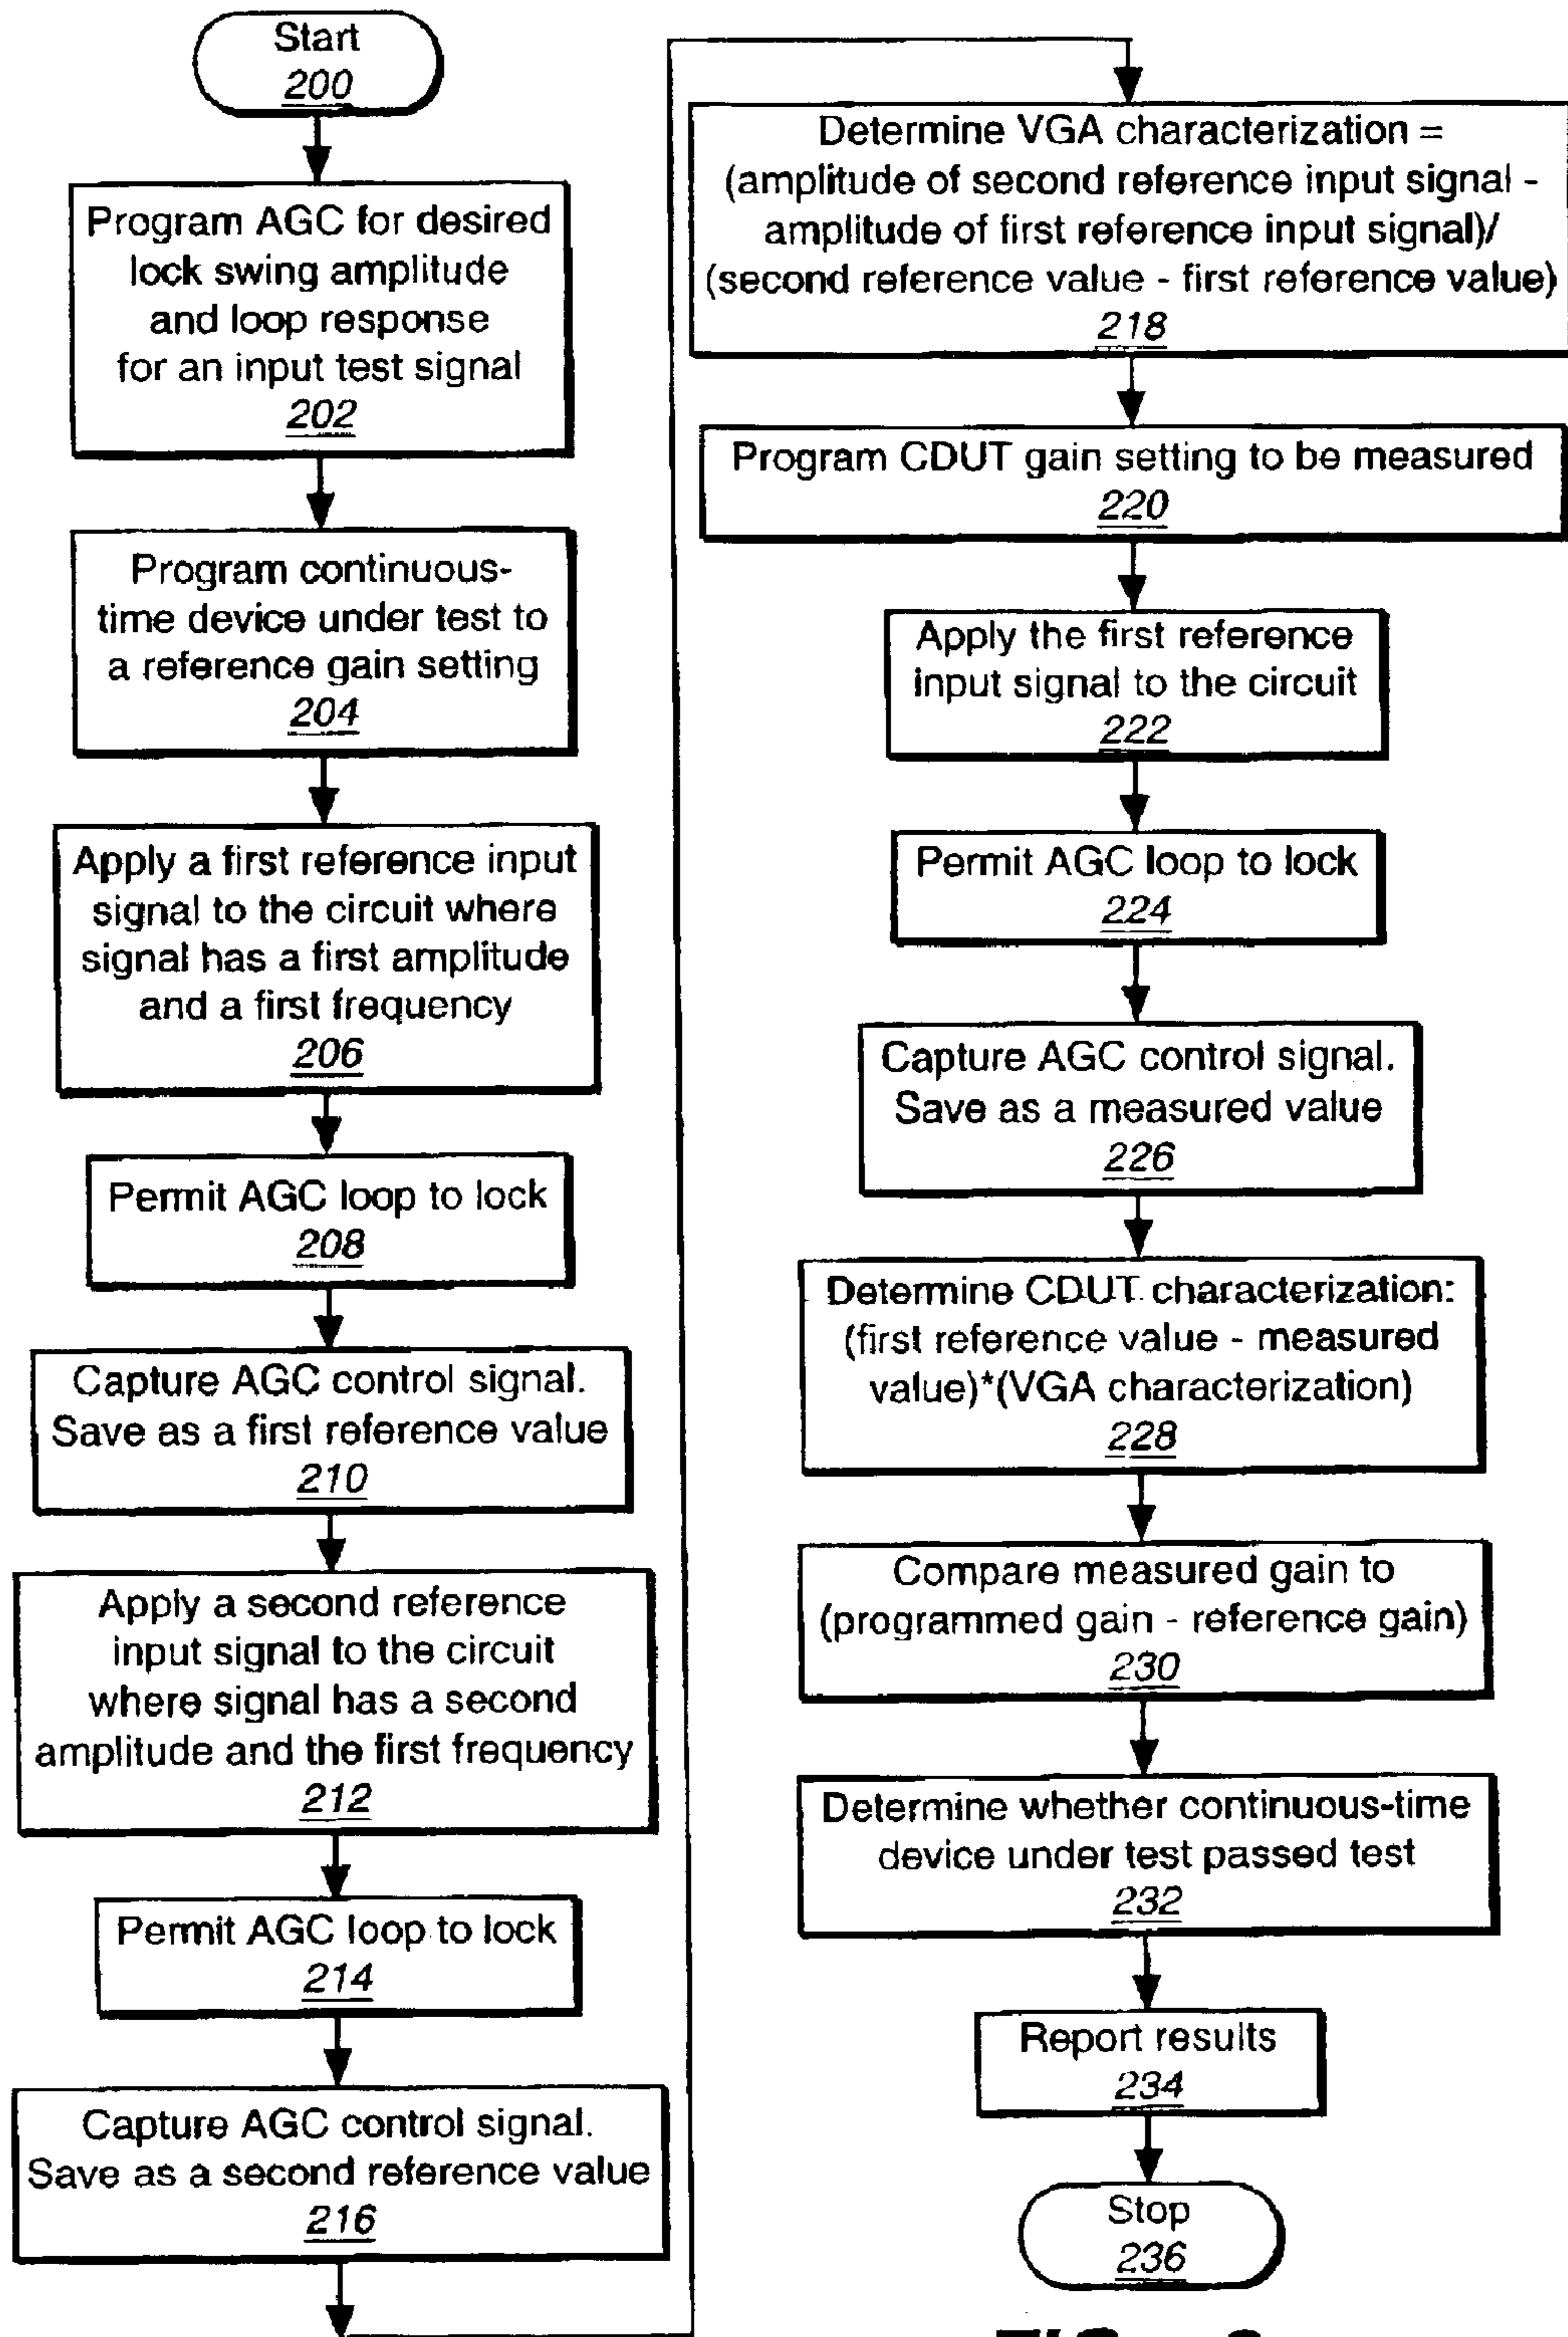 Start
200
Program AGC for desired
lock swing amplitude
and loop response
for an input test signal
202
Program continuous-
time device under test to
a reference gain setting
204
Apply a first reference input
signal to the circuit where
signal has a first amplitude
and a first frequency
206
Permit AGC loop to lock
208
Capture AGC control signal.
Save as a first reference value
210
Apply a second reference
input signal to the circuit
where signal has a second
amplitude and the first frequency
212
Permit AGC loop to lock
214
Capture AGC control signal.
Save as a second reference value
216
Determine VGA characterization =
(amplitude of second reference input signal -
amplitude of first reference input signal)/
(second reference value - first reference value)
218
Program CDUT gain setting to be measured
220
Apply the first reference
input signal to the circuit
222
Permit AGC loop to lock
224
Capture AGC control signal.
Save as a measured value
226
Determine CDUT characterization:
(first reference value - measured
value)*(VGA characterization)
228
Compare measured gain to
(programmed gain - reference gain)
230
Determine whether continuous-time
device under test passed test
232
Report results
234
Stop
236